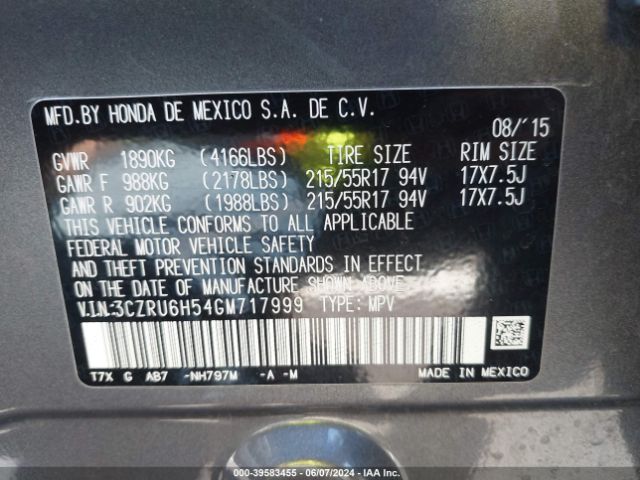 MFD.BY HONDA DE MEXICO S.A. DE C.V.
08/'15
GVWR 1890KG (4166LBS) TIRE SIZE RIM SIZE
GAWR F 988KG (2178LBS) 215/55R17 94V 17X7.5J
GAWR R 902KG (1988LBS) 215/55R17 94V 17X7.5J
THIS VEHICLE CONFORMS TO ALL APPLICABLE
FEDERAL MOTOR VEHICLE SAFETY
AND THEFT PREVENTION STANDARDS IN EFFECT
ON THE DATE OF MANUFACTURE SHOWN ABOVE.
V.I.N:3CZRU6H54GM717999 TYPE: MPV
T7X G AB7 -NH797M -A -M MADE IN MEXICO
000-39583455 - 06/07/2024 - IAA Inc.